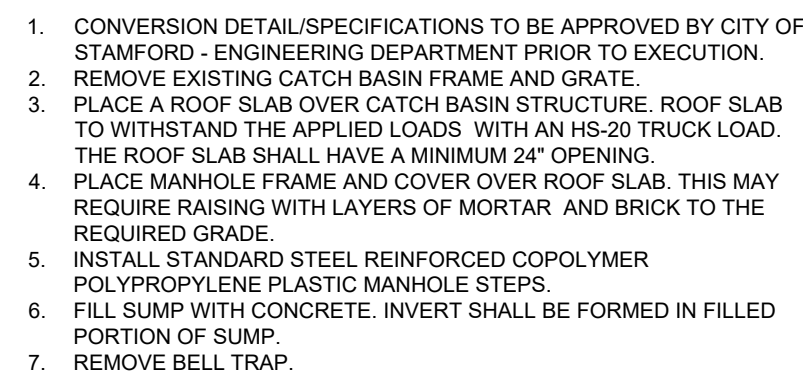 1. CONVERSION DETAIL/SPECIFICATIONS TO BE APPROVED BY CITY OF
STAMFORD - ENGINEERING DEPARTMENT PRIOR TO EXECUTION.
2. REMOVE EXISTING CATCH BASIN FRAME AND GRATE.
3. PLACE A ROOF SLAB OVER CATCH BASIN STRUCTURE. ROOF SLAB
TO WITHSTAND THE APPLIED LOADS WITH AN HS-20 TRUCK LOAD.
THE ROOF SLAB SHALL HAVE A MINIMUM 24" OPENING.
4. PLACE MANHOLE FRAME AND COVER OVER ROOF SLAB. THIS MAY
REQUIRE RAISING WITH LAYERS OF MORTAR AND BRICK TO THE
REQUIRED GRADE.
5. INSTALL STANDARD STEEL REINFORCED COPOLYMER
POLYPROPYLENE PLASTIC MANHOLE STEPS.
6. FILL SUMP WITH CONCRETE. INVERT SHALL BE FORMED IN FILLED
PORTION OF SUMP.
7. REMOVE BELL TRAP.